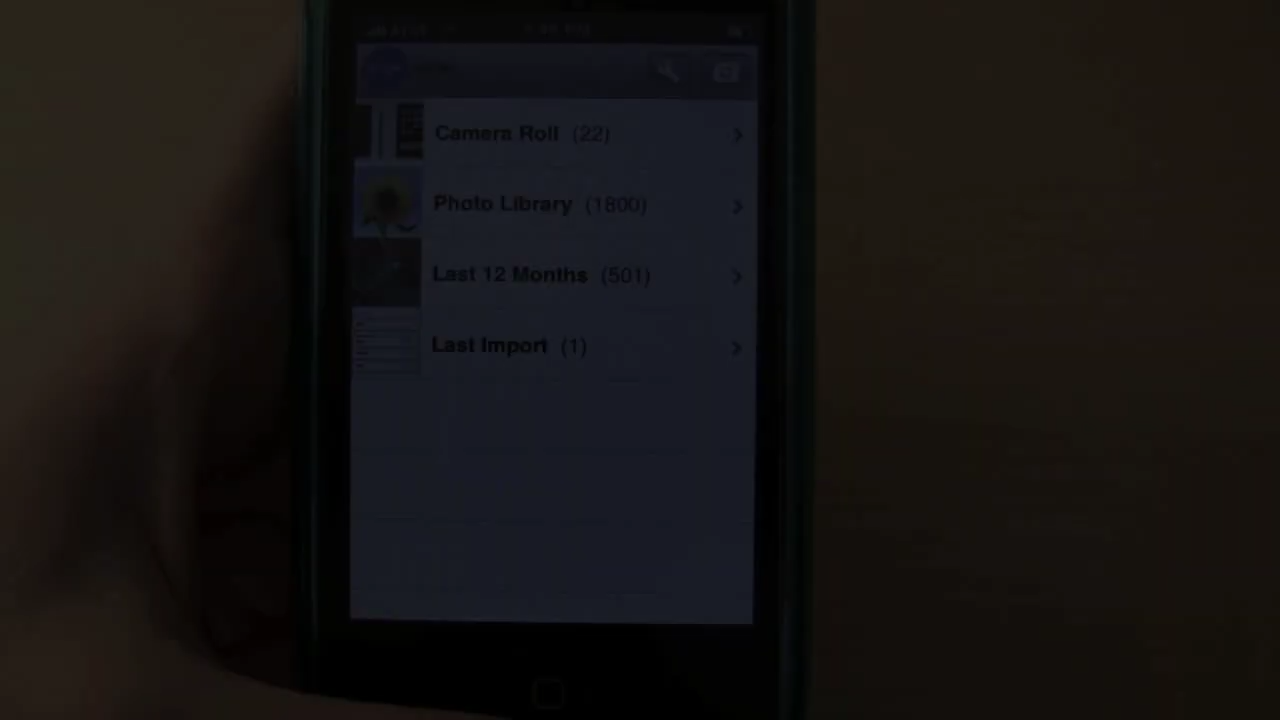 Camera Roll (22)
Photo Library (1800)
Last 12 Months (501)
Last Import (1)